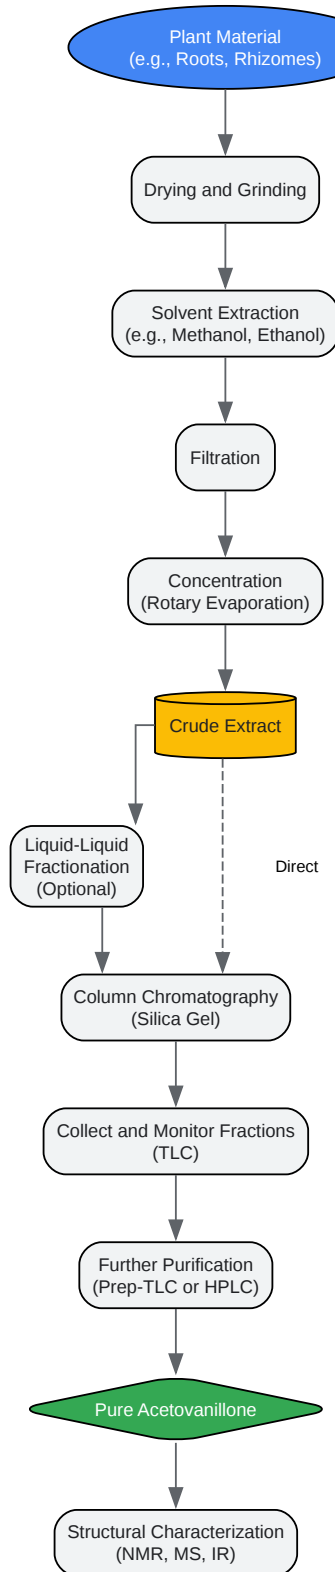 Plant Material
(e.g., Roots, Rhizomes)
Drying and Grinding
Solvent Extraction
(e.g., Methanol, Ethanol)
Filtration
Concentration
(Rotary Evaporation)
Crude Extract
Liquid-Liquid
Fractionation
(Optional)
Direct
Column Chromatography
(Silica Gel)
Collect and Monitor Fractions
(TLC)
Further Purification
(Prep-TLC or HPLC)
Pure Acetovanillone
Structural Characterization
(NMR, MS, IR)